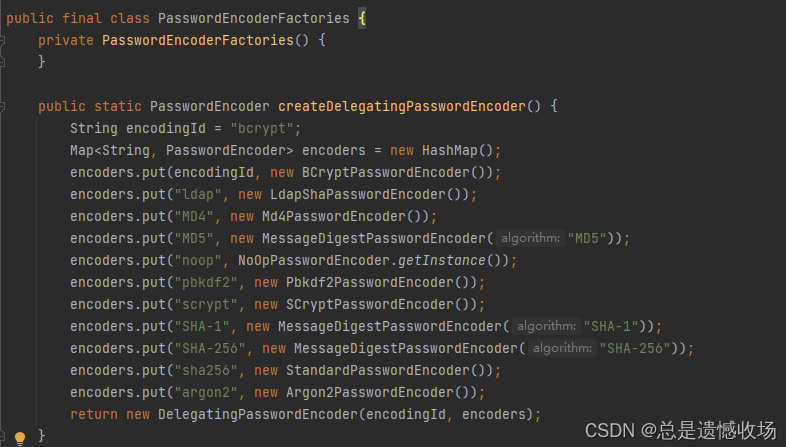 public final class PasswordEncoderFactories {
    private PasswordEncoderFactories() {
    }
    public static PasswordEncoder createDelegatingPasswordEncoder() {
        String encodingId = "bcrypt";
        Map<String, PasswordEncoder> encoders = new HashMap();
        encoders.put(encodingId, new BCryptPasswordEncoder());
        encoders.put("ldap", new LdapShaPasswordEncoder());
        encoders.put("MD4", new Md4PasswordEncoder());
        encoders.put("MD5", new MessageDigestPasswordEncoder( algorithm: "MD5"));
        encoders.put("noop", NoOpPasswordEncoder.getInstance());
        encoders.put("pbkdf2", new Pbkdf2PasswordEncoder());
        encoders.put("scrypt", new SCryptPasswordEncoder());
        encoders.put("SHA-1", new MessageDigestPasswordEncoder( algorithm: "SHA-1"));
        encoders.put("SHA-256", new MessageDigestPasswordEncoder( algorithm: "SHA-256"));
        encoders.put("sha256", new StandardPasswordEncoder());
        encoders.put("argon2", new Argon2PasswordEncoder());
        return new DelegatingPasswordEncoder(encodingId, encoders);
    }
CSDN @总是遗憾收场